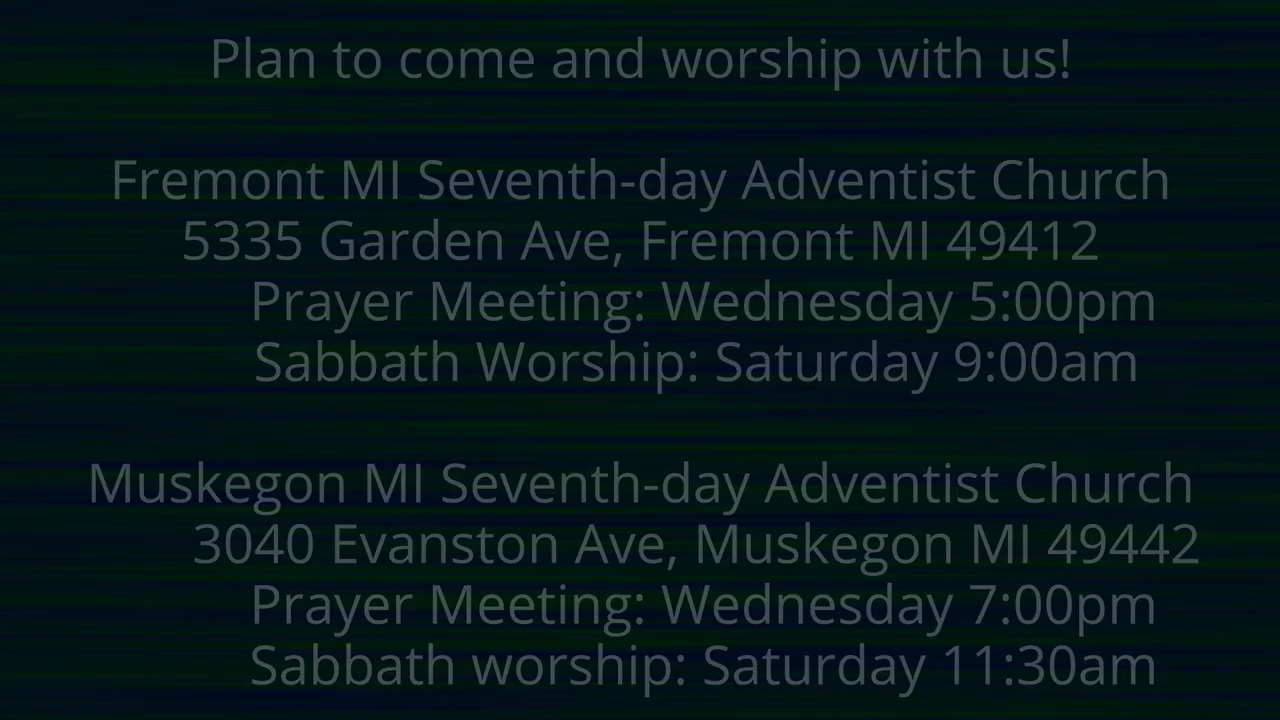 Plan to come and worship with us!
Fremont MI Seventh-day Adventist Church
5335 Garden Ave, Fremont MI 49412
Prayer Meeting: Wednesday 5:00pm
Sabbath Worship: Saturday 9:00am
Muskegon MI Seventh-day Adventist Church
3040 Evanston Ave, Muskegon MI 49442
Prayer Meeting: Wednesday 7:00pm
Sabbath worship: Saturday 11:30am